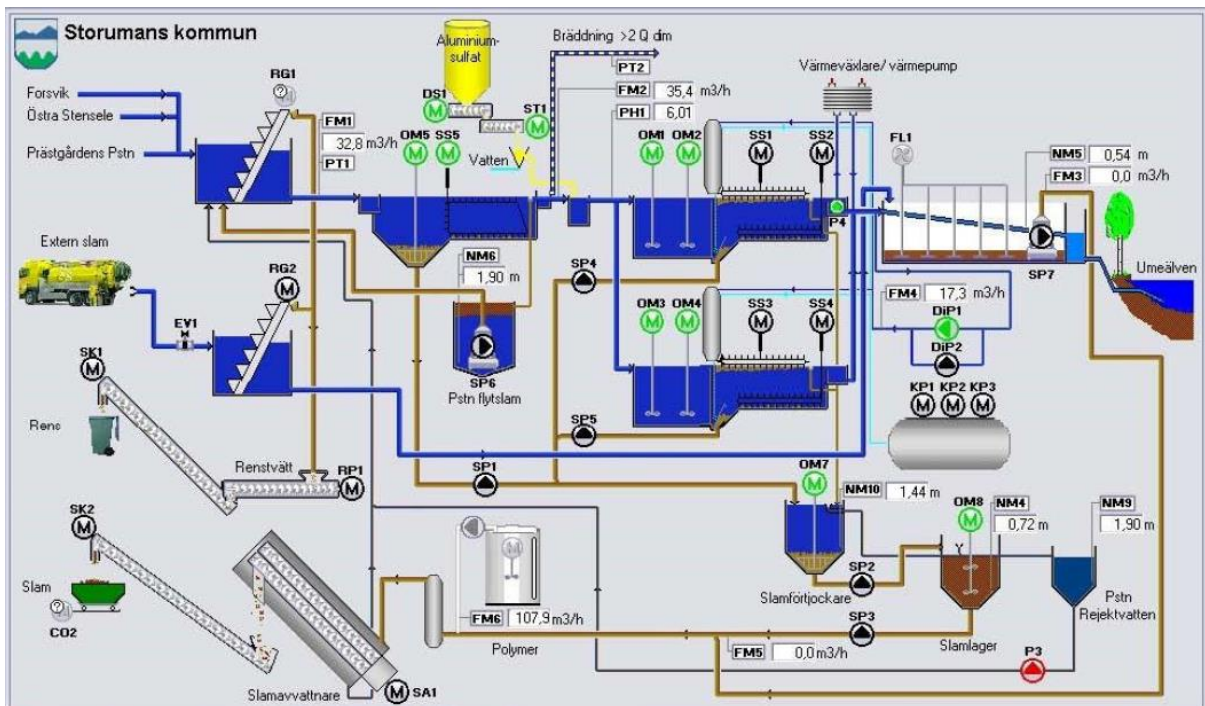 Storumans kommun
Forsvik
Östra Stensele
Prästgårdens Pstn
RG1
FM1
32,8 m3/h
PT1
Aluminium-
sulfat
DS1
M
ST1
M
OM5
M
SS5
M
Vatten
Bräddning >2 Q dim
PT2
FM2 35,4 m3/h
PH1 6,01
OM1
M
OM2
M
SS1
M
SS2
M
Värmeväxlare/ värmepump
P4
FL1
NM5 0,54 m
FM3 0,0 m3/h
SP7
Umeälven
Extern slam
EV1
RG2
M
NM6
1,90 m
SP6
Pstn flytslam
SP4
OM3
M
OM4
M
SS3
M
SS4
M
FM4 17,3 m3/h
DiP1
DiP2
KP1
M
KP2
M
KP3
M
SP5
SK1
M
Rens
Renstvätt
RP1
M
SP1
OM7
M
NM10 1,44 m
OM8
M
NM4
0,72 m
NM9
1,90 m
SP2
Slamförtjockare
SP3
Slamlager
Pstn
Rejektvatten
P3
SK2
M
Slam
CO2
Slamavvattnare
M SA1
M
FM6 107,9 m3/h
Polymer
FM5 0,0 m3/h